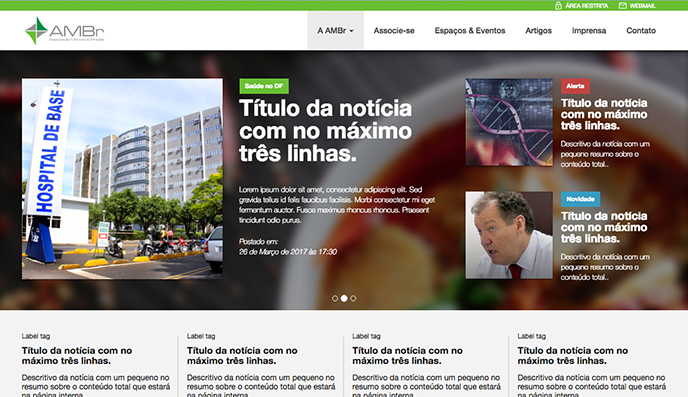 ÁREA RESTRITA
WEBMAIL
AMBr
A AMBr
Associe-se
Espaços & Eventos
Artigos
Imprensa
Contato
HOSPITAL DE BASE
Saúde no DF
Título da notícia
com no máximo
três linhas.
Lorem ipsum dolor sit amet, consectetur adipiscing elit. Sed
gravida tellus id felis faucibus facilisis. Morbi consectetur mi eget
fermentum auctor. Fusce maximus rhoncus rhoncus. Praesent
tincidunt odio purus.
Postado em:
26 de Março de 2017 às 17:30
Alerta
Título da notícia
com no máximo
três linhas.
Descritivo da notícia com um
pequeno resumo sobre o
conteúdo total..
Novidade
Título da notícia
com no máximo
três linhas.
Descritivo da notícia com um
pequeno resumo sobre o
conteúdo total..
Label tag
Título da notícia com no
máximo três linhas.
Descritivo da notícia com um pequeno no
resumo sobre o conteúdo total que estará
na página interna
Label tag
Título da notícia com no
máximo três linhas.
Descritivo da notícia com um pequeno no
resumo sobre o conteúdo total que estará
na página interna
Label tag
Título da notícia com no
máximo três linhas.
Descritivo da notícia com um pequeno no
resumo sobre o conteúdo total que estará
na página interna
Label tag
Título da notícia com no
máximo três linhas.
Descritivo da notícia com um pequeno no
resumo sobre o conteúdo total que estará
na página interna